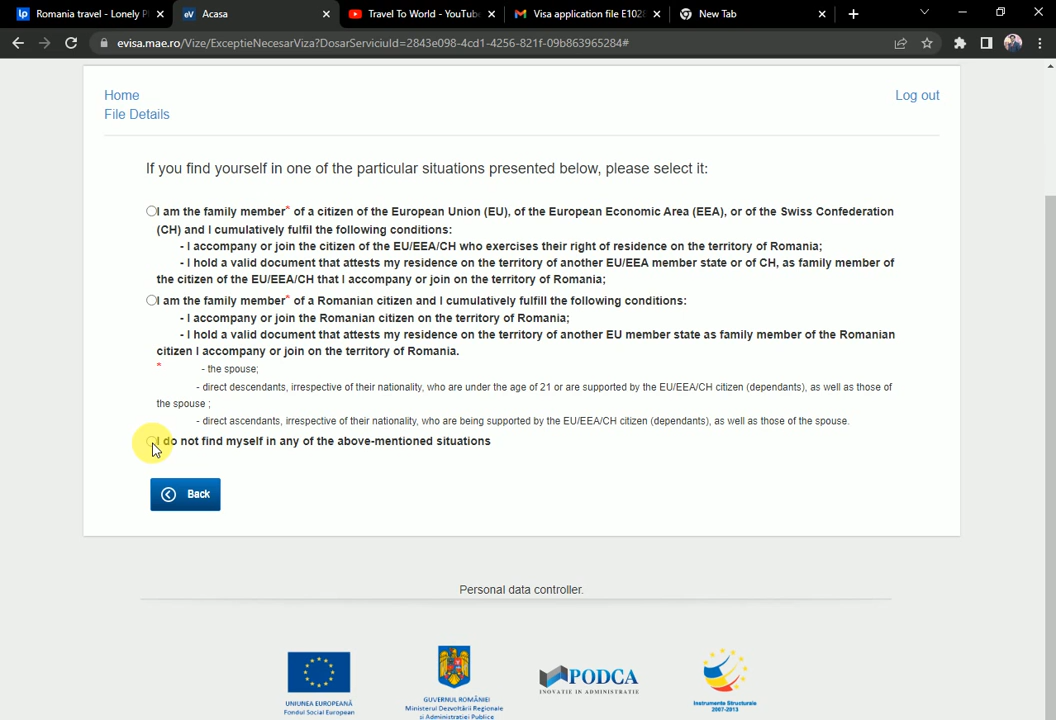 Romania travel - Lonely P
Acasa
Travel To World - YouTub
Visa application file E102
New Tab
evisa.mae.ro/Vize/ExceptieNecesarViza?DosarServiciuId=2843e098-4cd1-4256-821f-09b863965284#
Home
Log out
File Details
If you find yourself in one of the particular situations presented below, please select it:
I am the family member* of a citizen of the European Union (EU), of the European Economic Area (EEA), or of the Swiss Confederation
(CH) and I cumulatively fulfil the following conditions:
- I accompany or join the citizen of the EU/EEA/CH who exercises their right of residence on the territory of Romania;
- I hold a valid document that attests my residence on the territory of another EU/EEA member state or of CH, as family member of
the citizen of the EU/EEA/CH that I accompany or join on the territory of Romania;
I am the family member* of a Romanian citizen and I cumulatively fulfill the following conditions:
- I accompany or join the Romanian citizen on the territory of Romania;
- I hold a valid document that attests my residence on the territory of another EU member state as family member of the Romanian
citizen I accompany or join on the territory of Romania.
* - the spouse;
- direct descendants, irrespective of their nationality, who are under the age of 21 or are supported by the EU/EEA/CH citizen (dependants), as well as those of
the spouse ;
- direct ascendants, irrespective of their nationality, who are being supported by the EU/EEA/CH citizen (dependants), as well as those of the spouse.
I do not find myself in any of the above-mentioned situations
Back
Personal data controller.
UNIUNEA EUROPEANĂ
Fondul Social European
GUVERNUL ROMÂNIEI
Ministerul Dezvoltării Regionale
și Administrației Publice
PODCA
INOVAȚIE ÎN ADMINISTRAȚIE
Instrumente Structurale
2007-2013